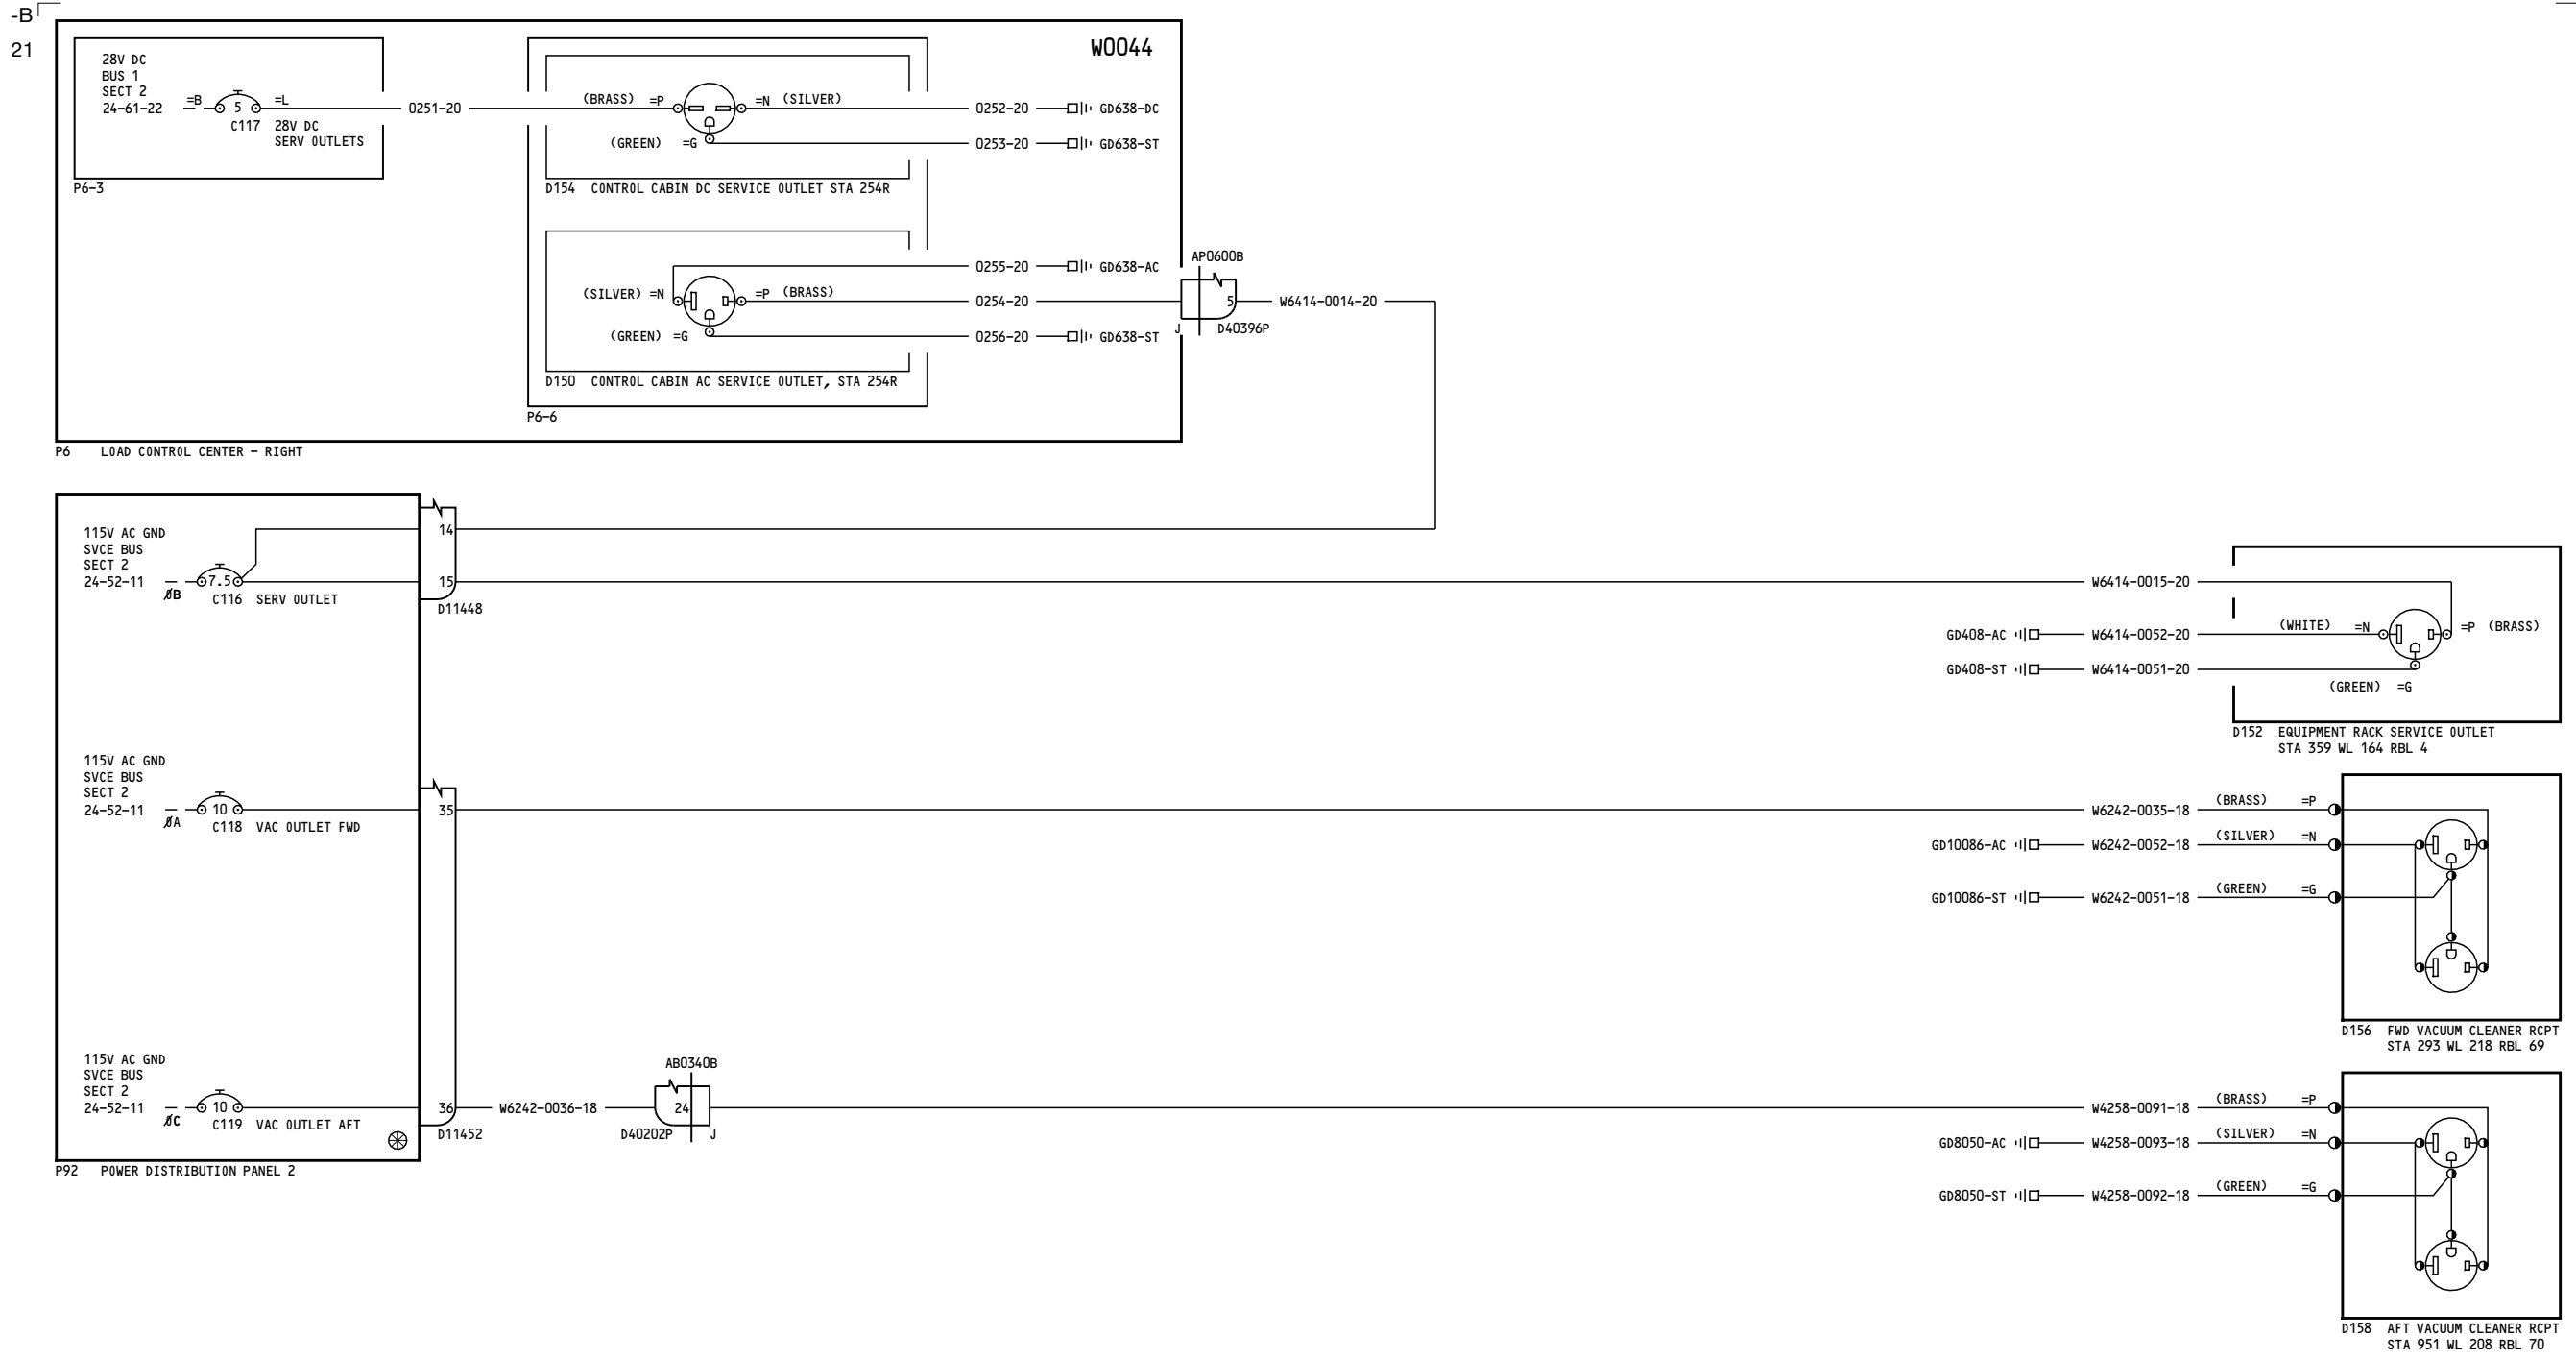 -B
21
W0044
28V DC
BUS 1
SECT 2
24-61-22
=B
5
=L
C117
28V DC
SERV OUTLETS
P6-3
0251-20
(BRASS) =P
=N (SILVER)
(GREEN) =G
0252-20
GD638-DC
0253-20
GD638-ST
D154 CONTROL CABIN DC SERVICE OUTLET STA 254R
(SILVER) =N
=P (BRASS)
(GREEN) =G
0255-20
GD638-AC
0254-20
0256-20
GD638-ST
D150 CONTROL CABIN AC SERVICE OUTLET, STA 254R
P6-6
AP0600B
5
J
D40396P
W6414-0014-20
P6 LOAD CONTROL CENTER - RIGHT
115V AC GND
SVCE BUS
SECT 2
24-52-11
ØB
7.5
C116 SERV OUTLET
14
15
D11448
W6414-0015-20
GD408-AC
W6414-0052-20
(WHITE) =N
=P (BRASS)
GD408-ST
W6414-0051-20
(GREEN) =G
D152 EQUIPMENT RACK SERVICE OUTLET
STA 359 WL 164 RBL 4
115V AC GND
SVCE BUS
SECT 2
24-52-11
ØA
10
C118 VAC OUTLET FWD
35
W6242-0035-18
(BRASS) =P
GD10086-AC
W6242-0052-18
(SILVER) =N
GD10086-ST
W6242-0051-18
(GREEN) =G
D156 FWD VACUUM CLEANER RCPT
STA 293 WL 218 RBL 69
115V AC GND
SVCE BUS
SECT 2
24-52-11
ØC
10
C119 VAC OUTLET AFT
36
D11452
W6242-0036-18
AB0340B
24
D40202P
J
W4258-0091-18
(BRASS) =P
GD8050-AC
W4258-0093-18
(SILVER) =N
GD8050-ST
W4258-0092-18
(GREEN) =G
P92 POWER DISTRIBUTION PANEL 2
D158 AFT VACUUM CLEANER RCPT
STA 951 WL 208 RBL 70